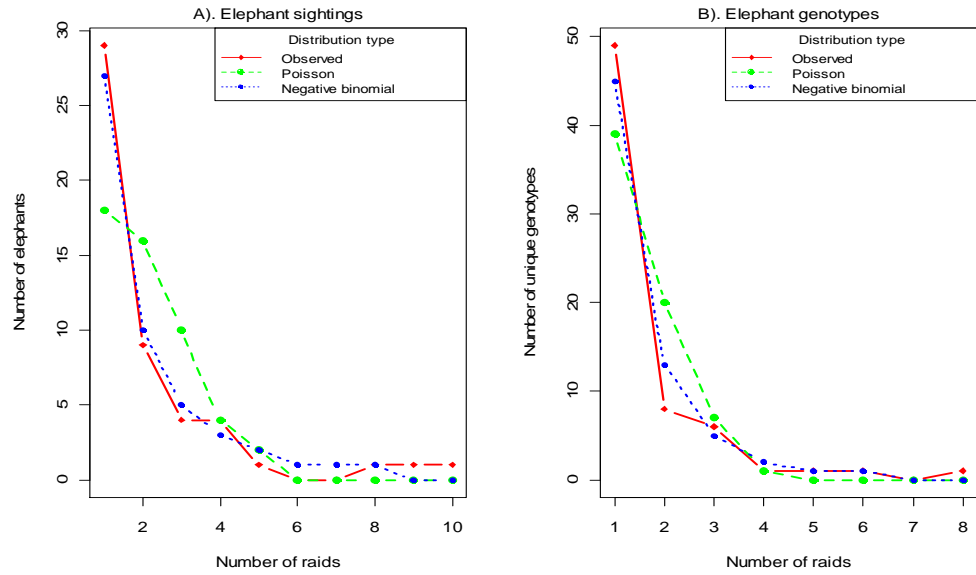 A). Elephant sightings
Distribution type
Observed
Poisson
Negative binomial
Number of elephants
0
5
10
15
20
25
30
2
4
6
8
10
Number of raids
B). Elephant genotypes
Distribution type
Observed
Poisson
Negative binomial
Number of unique genotypes
0
10
20
30
40
50
1
2
3
4
5
6
7
8
Number of raids